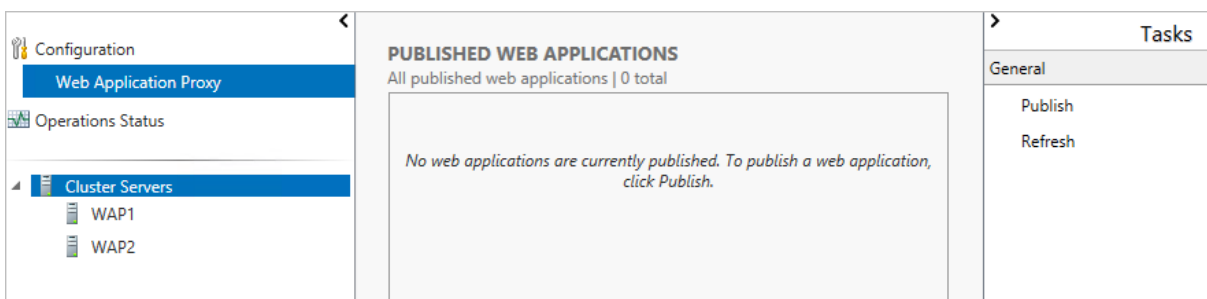 Configuration
Web Application Proxy
Operations Status
Cluster Servers
WAP1
WAP2
PUBLISHED WEB APPLICATIONS
All published web applications | 0 total
No web applications are currently published. To publish a web application,
click Publish.
Tasks
General
Publish
Refresh